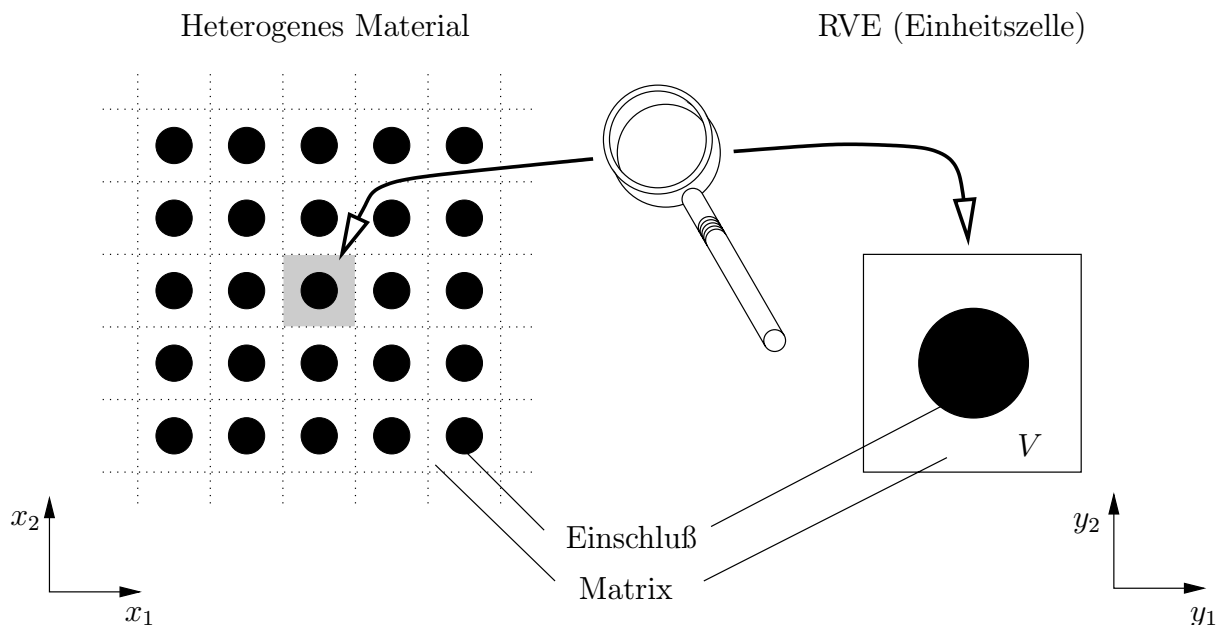 Heterogenes Material
RVE (Einheitszelle)
V
x₂
x₁
Einschluß
Matrix
y₂
y₁